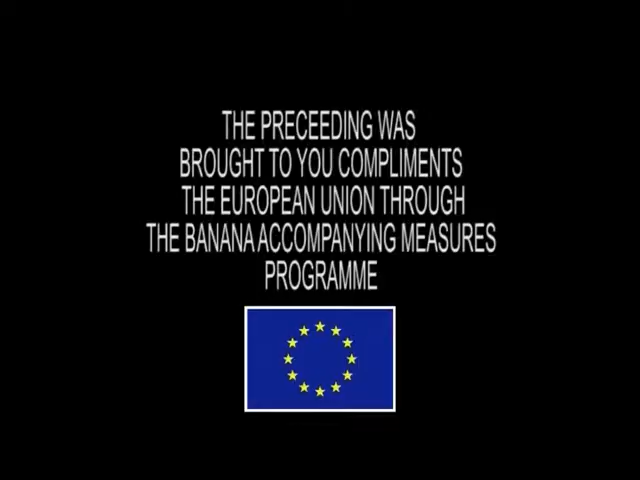 THE PRECEEDING WAS
BROUGHT TO YOU COMPLIMENTS
THE EUROPEAN UNION THROUGH
THE BANANA ACCOMPANYING MEASURES
PROGRAMME